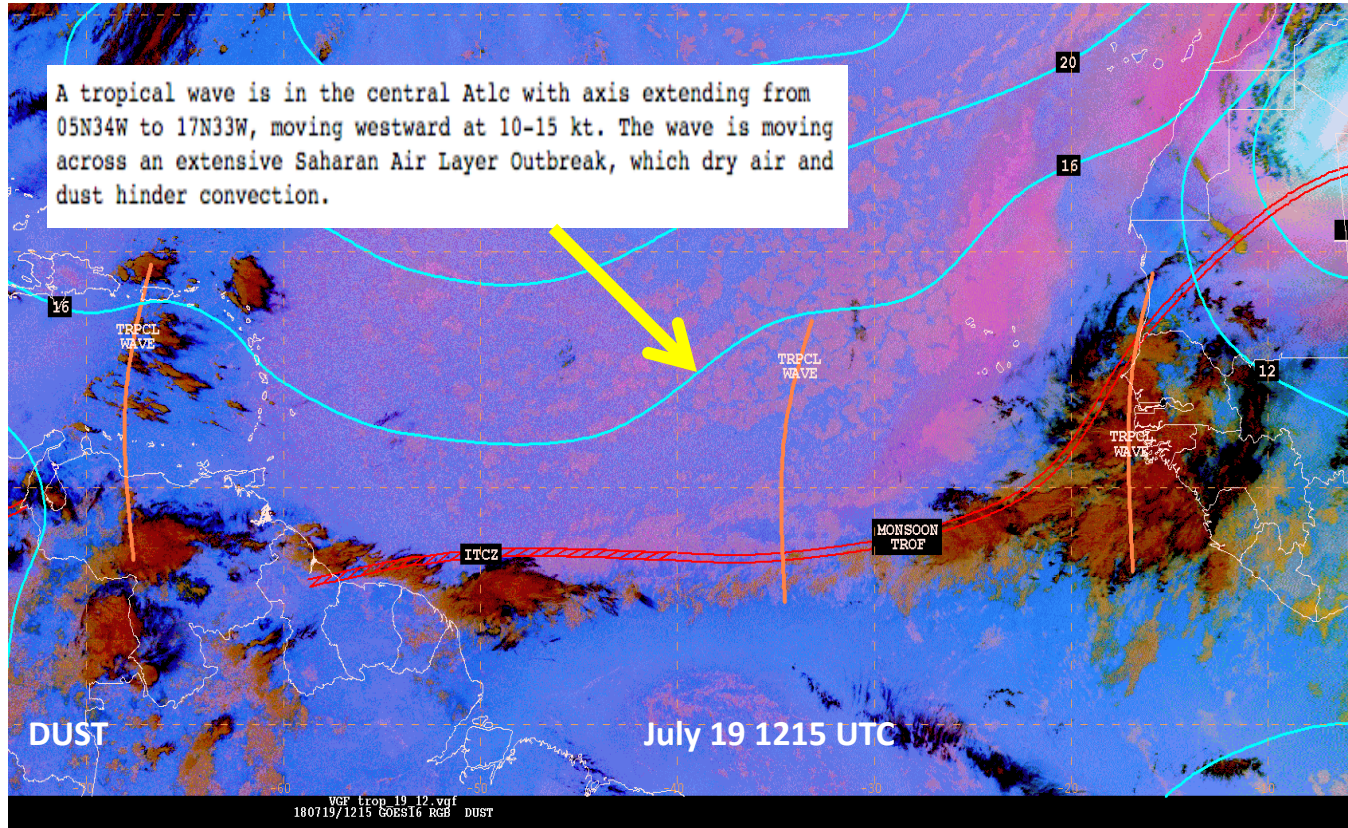 20
A tropical wave is in the central Atlc with axis extending from
05N34W to 17N33W, moving westward at 10-15 kt. The wave is moving
across an extensive Saharan Air Layer Outbreak, which dry air and
dust hinder convection.
16
16
TRPCL
WAVE
TRPCL
WAVE
12
TRPCL
WAVE
ITCZ
MONSOON
TROF
DUST
July 19 1215 UTC
-60
-50
-40
-30
-20
VGF trop_19_12.vgf
180719/1215 GOES16 RGB DUST